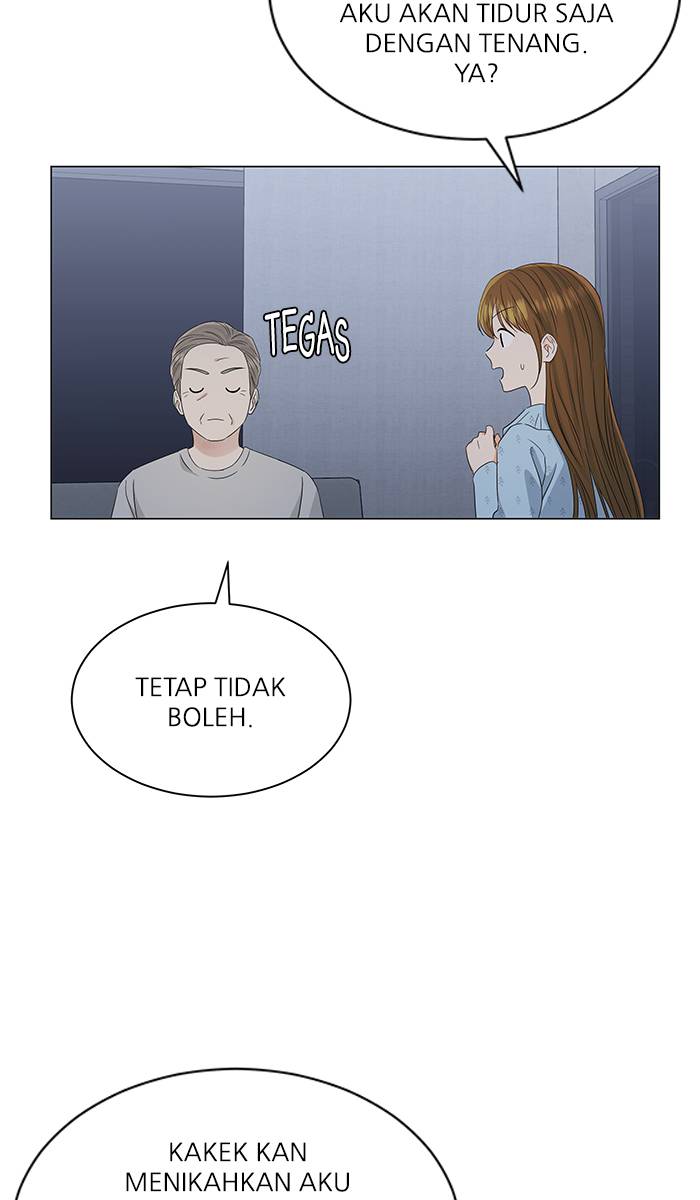 AKU AKAN TIDUR SAJA
DENGAN TENANG.
YA?
TEGAS
TETAP TIDAK
BOLEH.
KAKEK KAN
MENIKAHKAN AKU